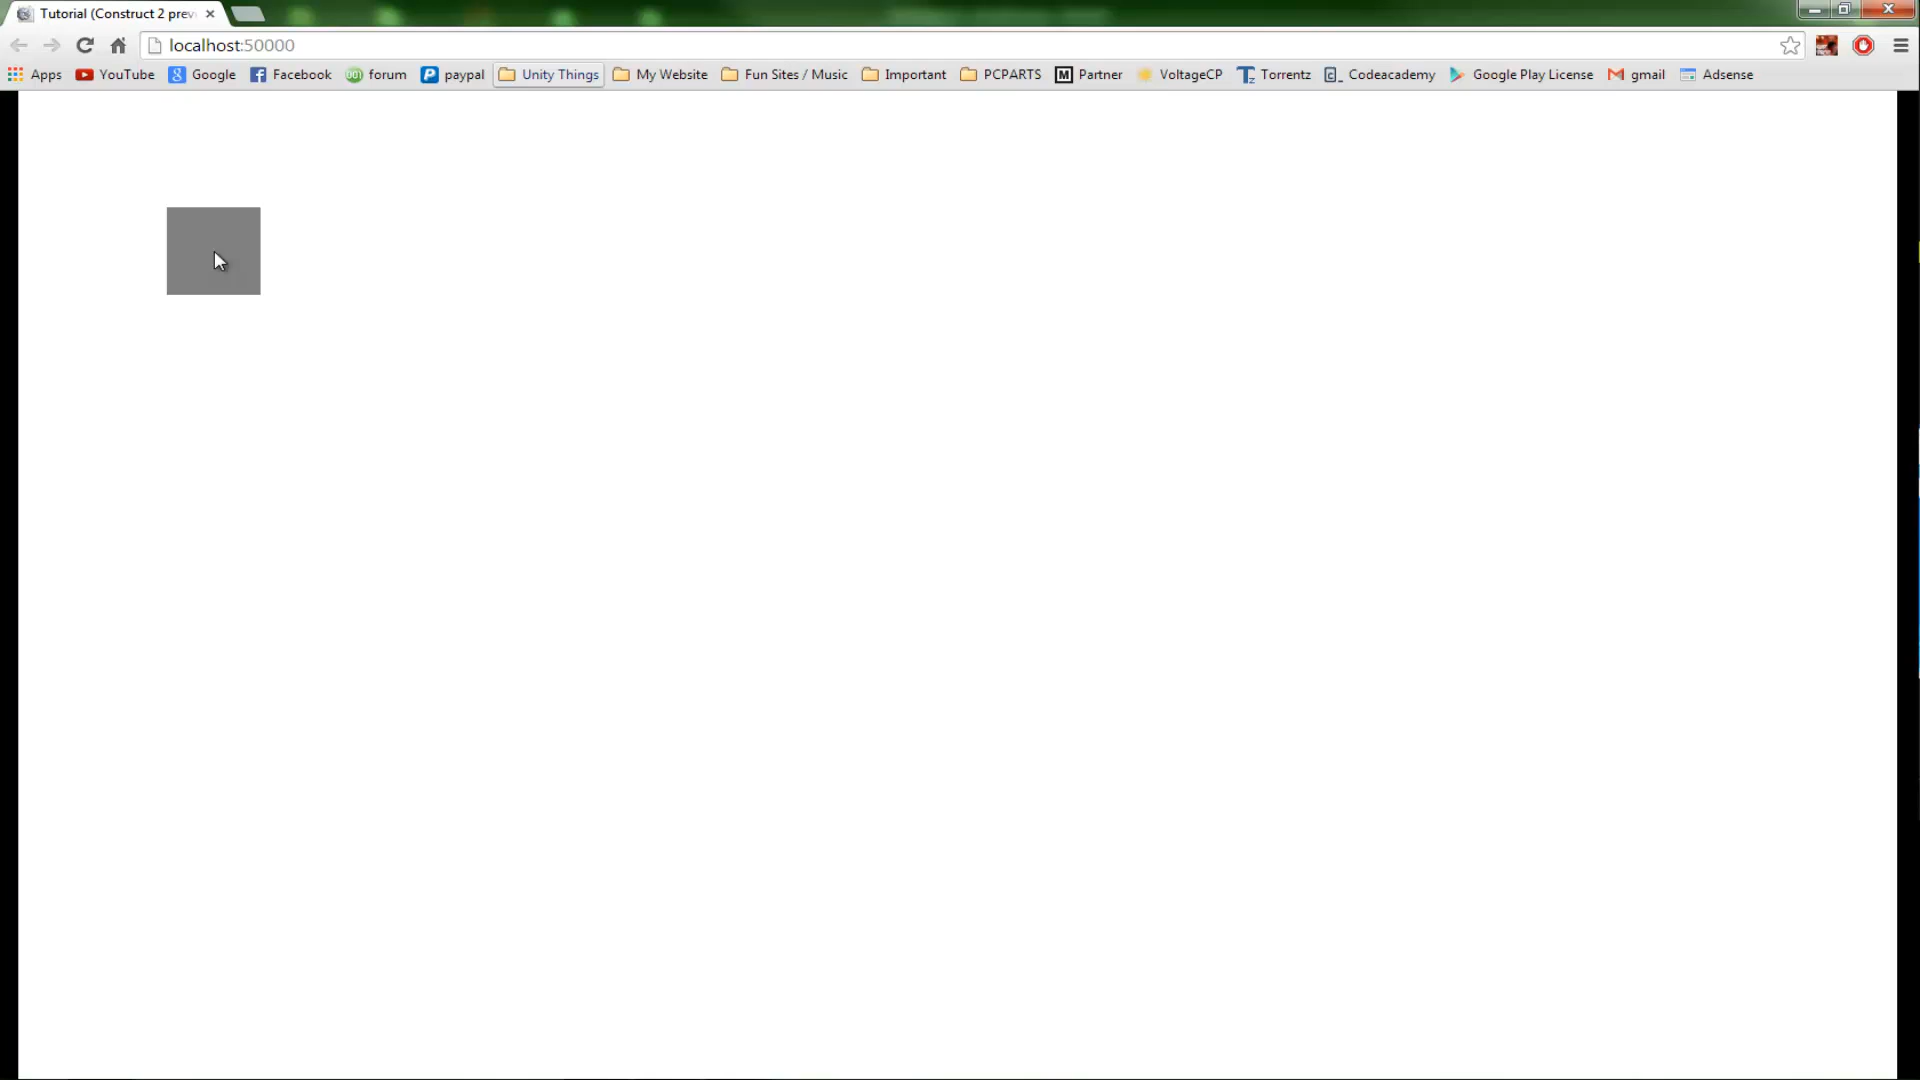 Tutorial (Construct 2 prev
localhost:50000
Apps YouTube Google Facebook forum paypal Unity Things My Website Fun Sites / Music Important PCPARTS Partner VoltageCP Torrentz Codeacademy Google Play License gmail Adsense